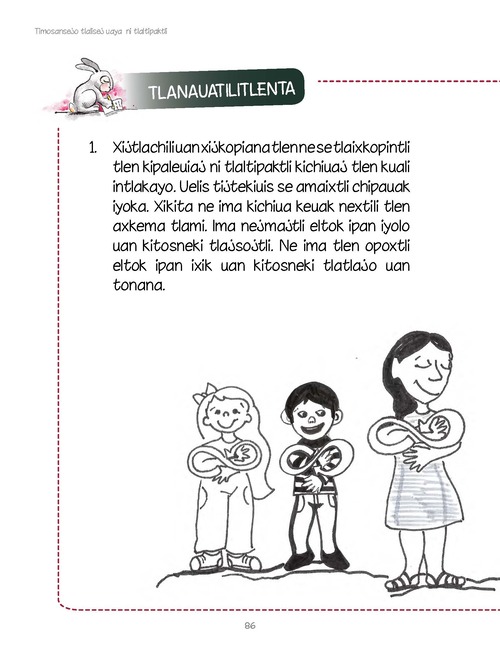 Timosansejo tlalisej uaya ni tlaltipaktli
TLANAUATILITLENTA
1. Xijtlachiliuan xijkopiana tlen ne se tlaixkopintli
tlen kipaleuiaj ni tlaltipaktli kichiuaj tlen kuali
intlakayo. Uelis tijtekiuis se amaixtli chipauak
iyoka. Xikita ne ima kichiua keuak nextili tlen
axkema tlami. Ima nejmajtli eltok ipan iyolo
uan kitosneki tlajsojtli. Ne ima tlen opoxtli
eltok ipan ixik uan kitosneki tlatlajo uan
tonana.
86